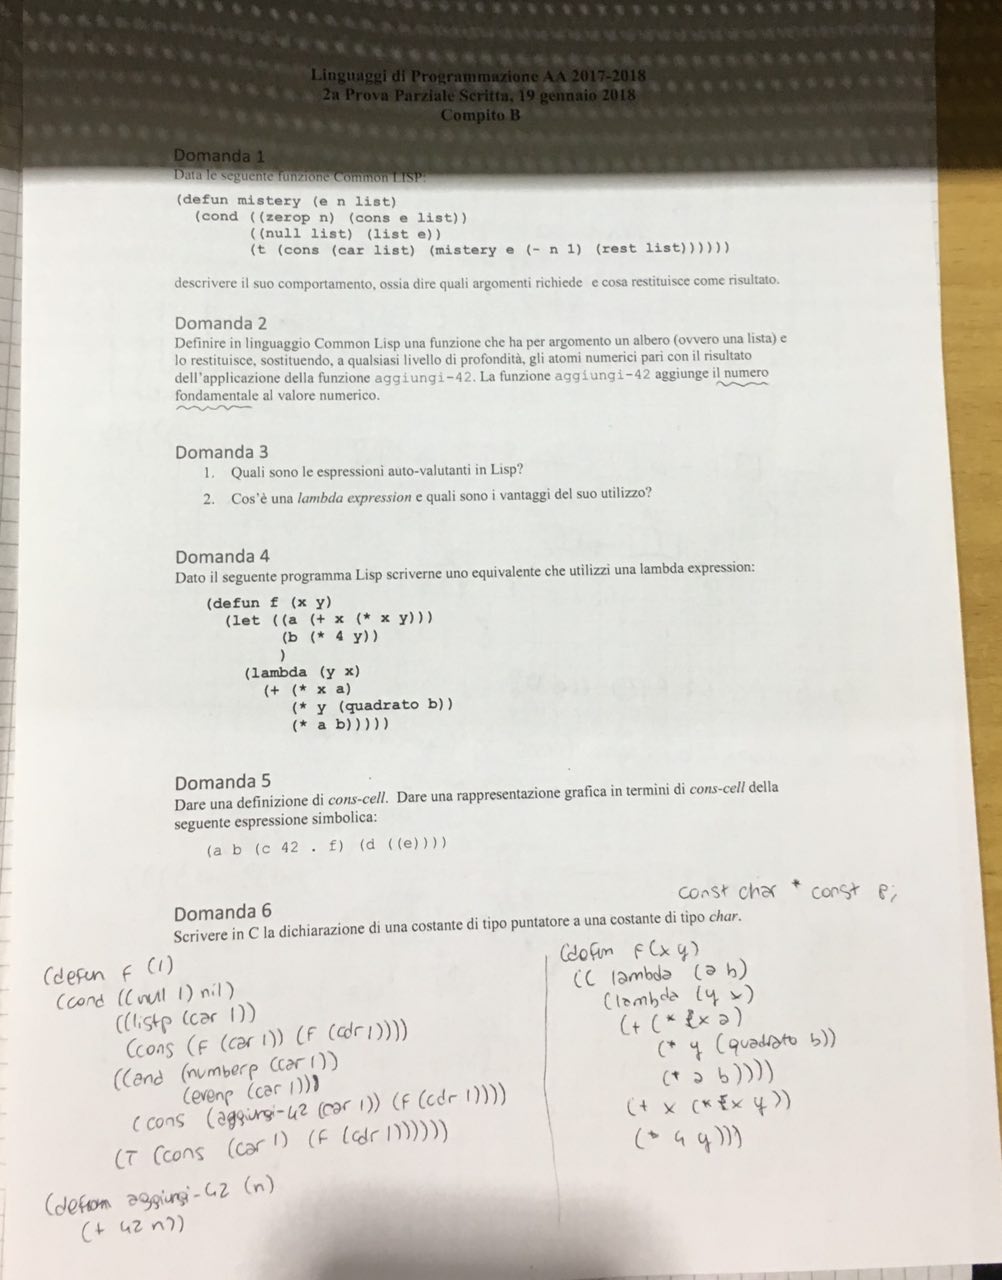 Linguaggi di Programmazione AA 2017-2018
2a Prova Parziale Scritta, 19 gennaio 2018
Compito B
Domanda 1
Data le seguente funzione Common LISP:
(defun mistery (e n list)
(cond ((zerop n) (cons e list))
((null list) (list e))
(t (cons (car list) (mistery e (- n 1) (rest list))))))
descrivere il suo comportamento, ossia dire quali argomenti richiede e cosa restituisce come risultato.
Domanda 2
Definire in linguaggio Common Lisp una funzione che ha per argomento un albero (ovvero una lista) e
lo restituisce, sostituendo, a qualsiasi livello di profondità, gli atomi numerici pari con il risultato
dell'applicazione della funzione aggiungi-42. La funzione aggiungi-42 aggiunge il numero
fondamentale al valore numerico.
Domanda 3
1. Quali sono le espressioni auto-valutanti in Lisp?
2. Cos'è una lambda expression e quali sono i vantaggi del suo utilizzo?
Domanda 4
Dato il seguente programma Lisp scriverne uno equivalente che utilizzi una lambda expression:
(defun f (x y)
(let ((a (+ x (* x y)))
(b (* 4 y))
)
(lambda (y x)
(+ (* x a)
(* y (quadrato b))
(* a b)))))
Domanda 5
Dare una definizione di cons-cell. Dare una rappresentazione grafica in termini di cons-cell della
seguente espressione simbolica:
(a b (c 42 . f) (d ((e))))
const char * const p;
Domanda 6
Scrivere in C la dichiarazione di una costante di tipo puntatore a una costante di tipo char.
(defun f (l)
(cond ((null l) nil)
((listp (car l))
(cons (f (car l)) (f (cdr l))))
((and (numberp (car l))
(evenp (car l)))
(cons (aggiungi-42 (car l)) (f (cdr l))))
(T (cons (car l) (f (cdr l))))))
(defun aggiungi-42 (n)
(+ 42 n))
(defun f (x y)
(( lambda (a b)
(lambda (y x)
(+ (* x a)
(* y (quadrato b))
(* a b))))
(+ x (* x y))
(* 4 y)))